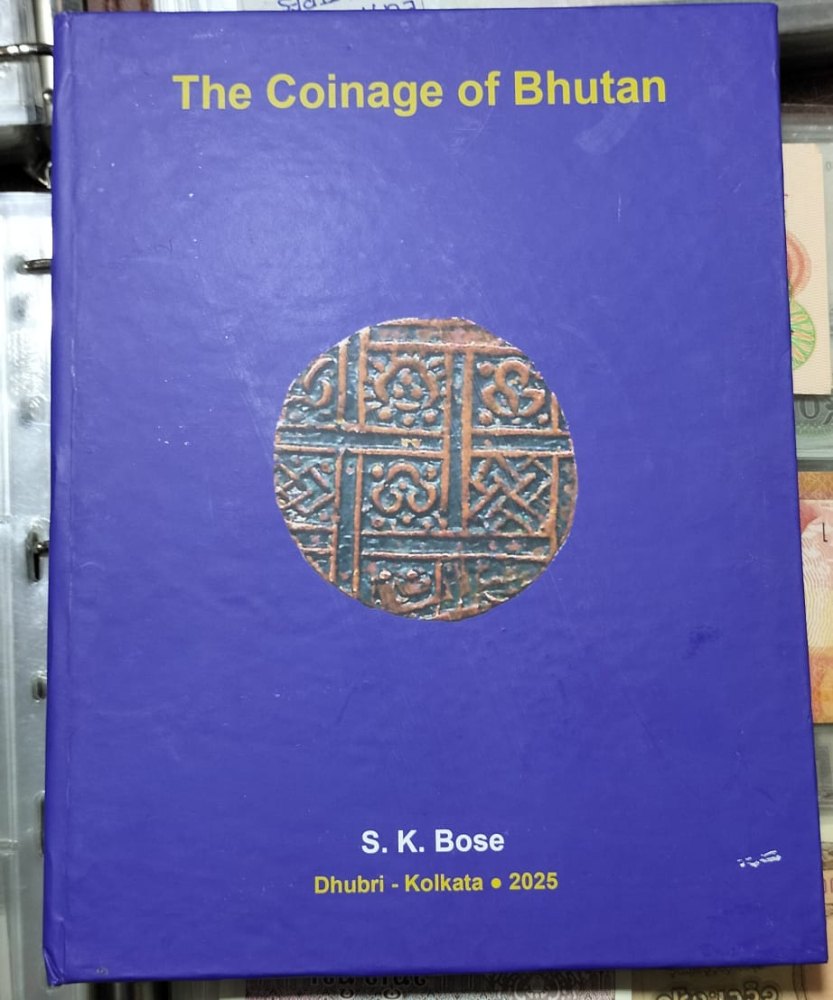 The Coinage of Bhutan
S. K. Bose
Dhubri - Kolkata ● 2025